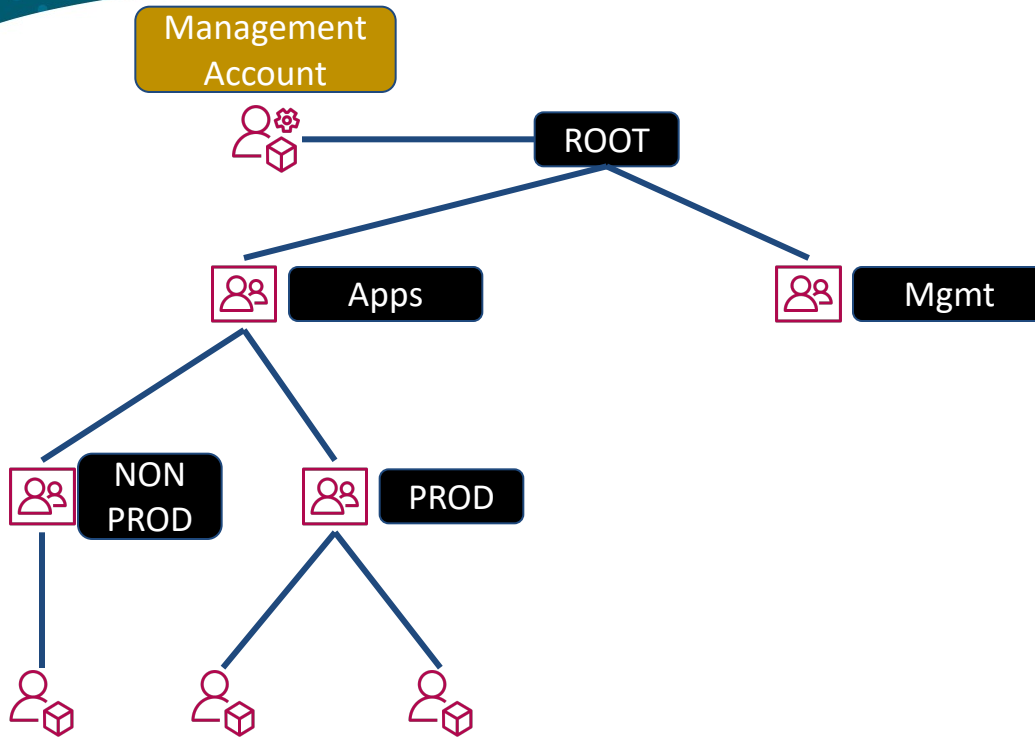 Management
Account
ROOT
Apps
Mgmt
NON
PROD
PROD